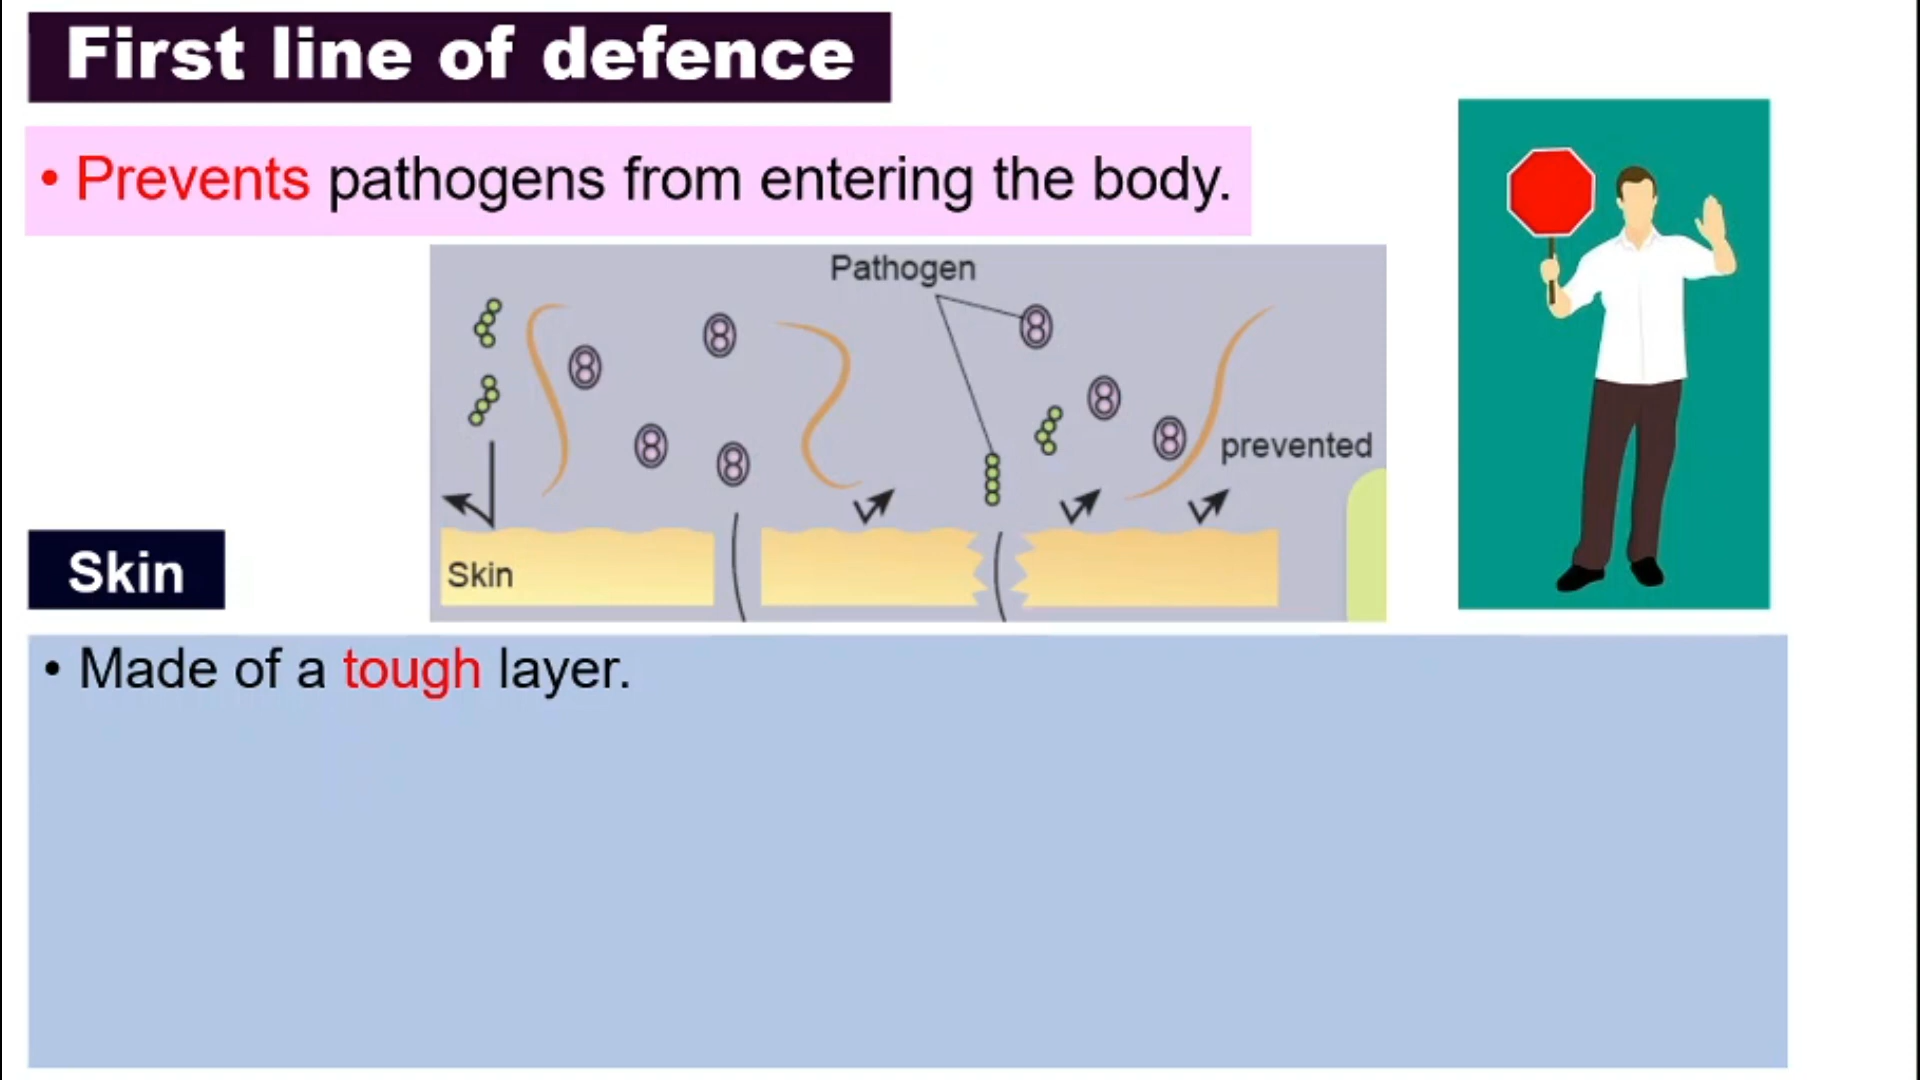 First line of defence
• Prevents pathogens from entering the body.
Pathogen
prevented
Skin
Skin
• Made of a tough layer.